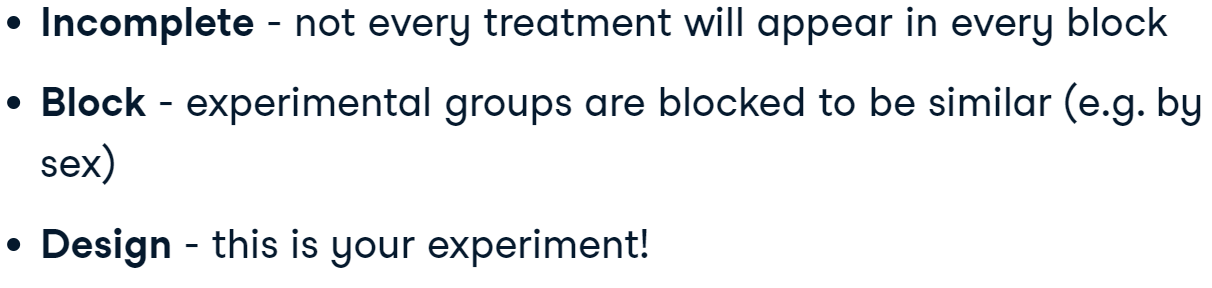 • Incomplete - not every treatment will appear in every block
• Block - experimental groups are blocked to be similar (e.g. by
sex)
• Design - this is your experiment!